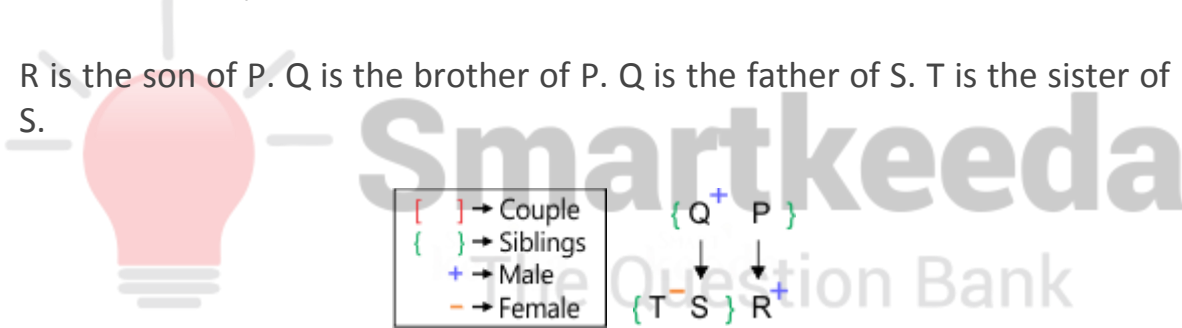 R is the son of P. Q is the brother of P. Q is the father of S. T is the sister of
S.
Smartkeeda
The Question Bank
[ ] → Couple
{ } → Siblings
+ → Male
− → Female
{ Q+ P }
↓ ↓
{ T− S } R+